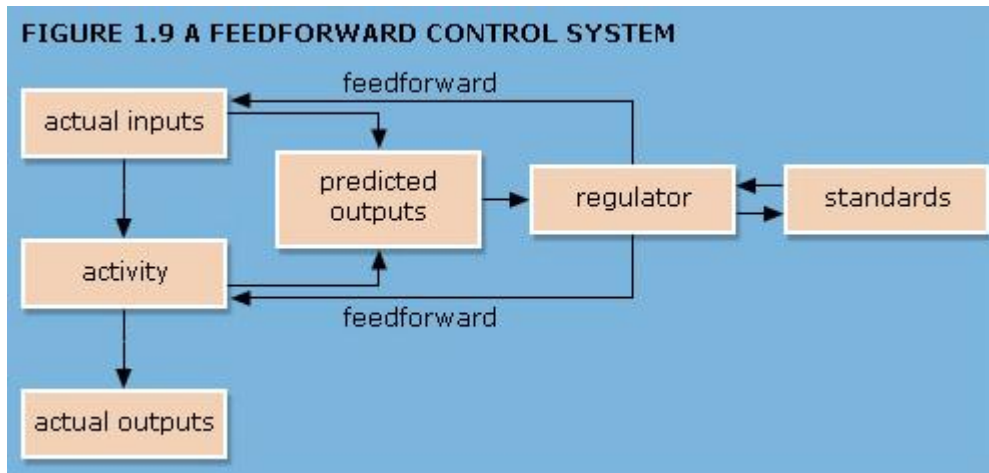 FIGURE 1.9 A FEEDFORWARD CONTROL SYSTEM
feedforward
actual inputs
predicted
outputs
regulator
standards
activity
feedforward
actual outputs